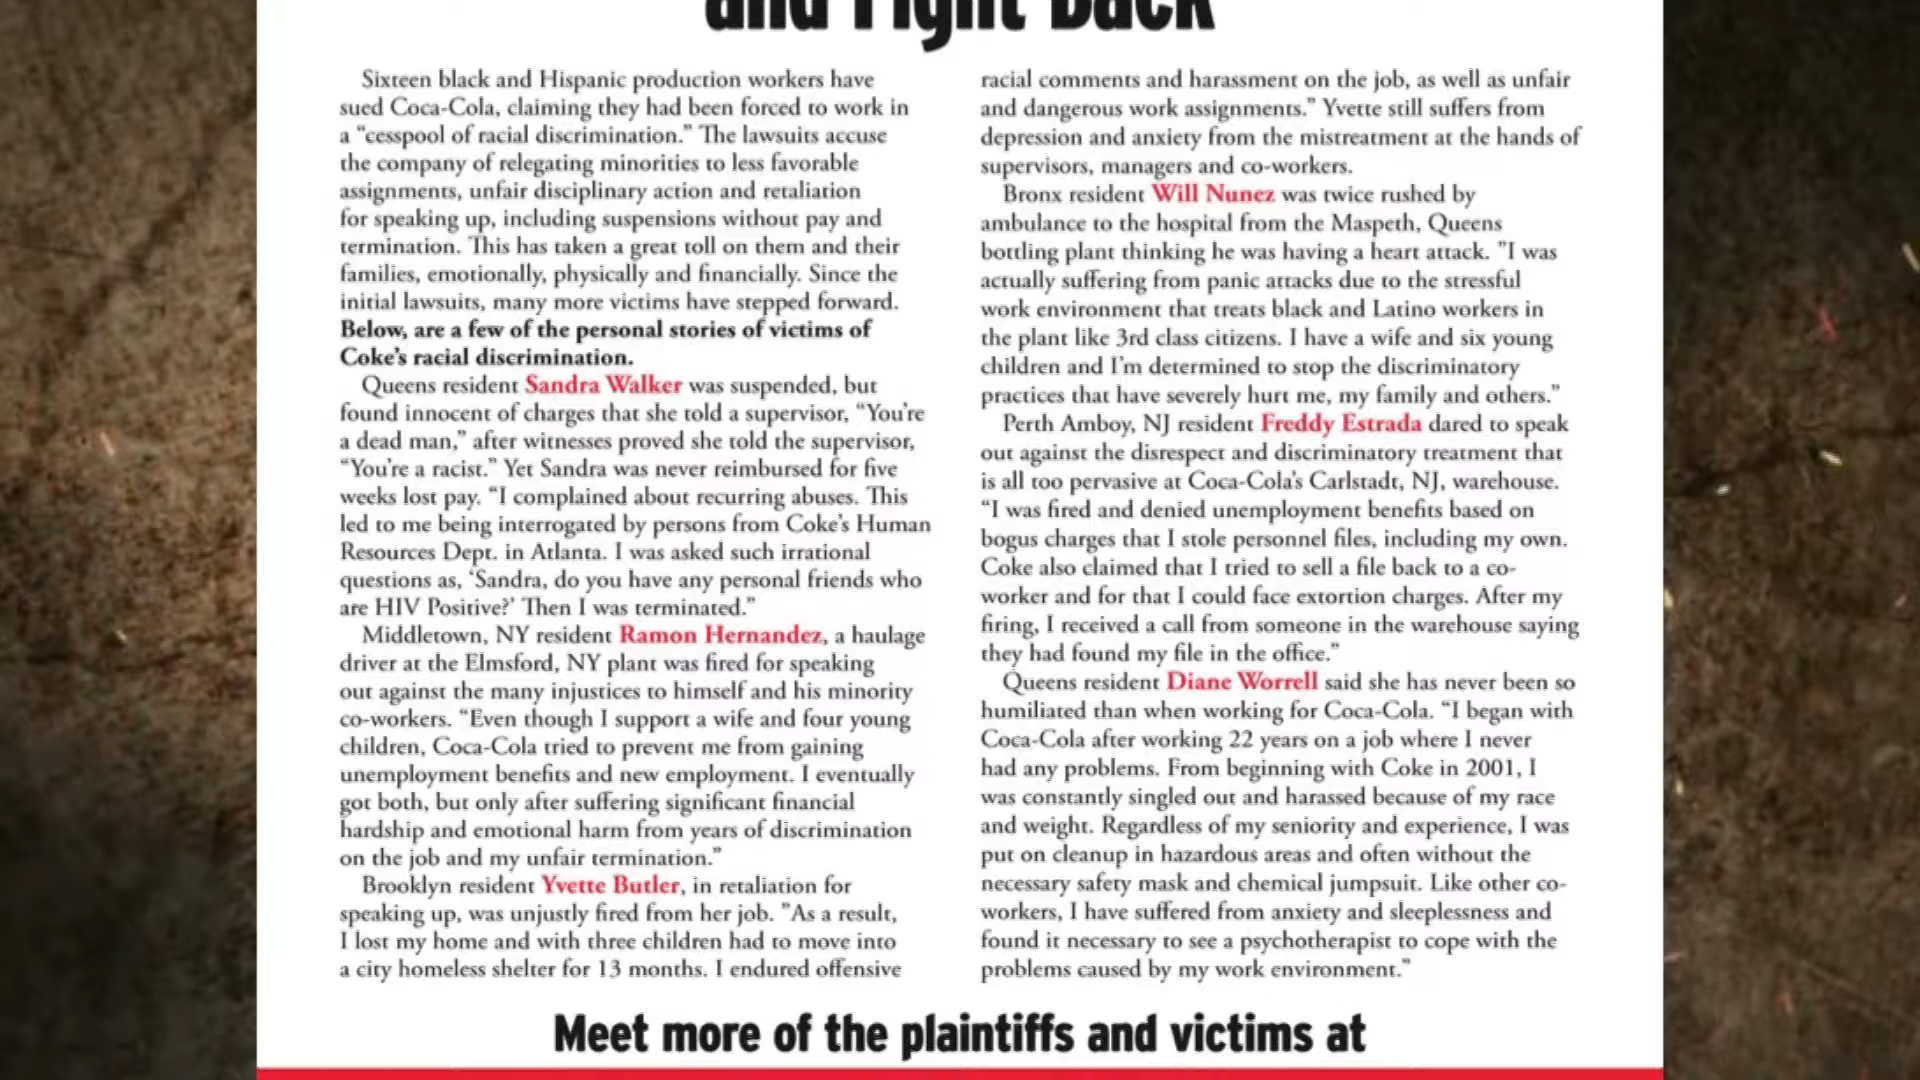 and Fight Back
Sixteen black and Hispanic production workers have
sued Coca-Cola, claiming they had been forced to work in
a “cesspool of racial discrimination.” The lawsuits accuse
the company of relegating minorities to less favorable
assignments, unfair disciplinary action and retaliation
for speaking up, including suspensions without pay and
termination. This has taken a great toll on them and their
families, emotionally, physically and financially. Since the
initial lawsuits, many more victims have stepped forward.
Below, are a few of the personal stories of victims of
Coke’s racial discrimination.
Queens resident Sandra Walker was suspended, but
found innocent of charges that she told a supervisor, “You’re
a dead man,” after witnesses proved she told the supervisor,
“You’re a racist.” Yet Sandra was never reimbursed for five
weeks lost pay. “I complained about recurring abuses. This
led to me being interrogated by persons from Coke’s Human
Resources Dept. in Atlanta. I was asked such irrational
questions as, ‘Sandra, do you have any personal friends who
are HIV Positive?’ Then I was terminated.”
Middletown, NY resident Ramon Hernandez, a haulage
driver at the Elmsford, NY plant was fired for speaking
out against the many injustices to himself and his minority
co-workers. “Even though I support a wife and four young
children, Coca-Cola tried to prevent me from gaining
unemployment benefits and new employment. I eventually
got both, but only after suffering significant financial
hardship and emotional harm from years of discrimination
on the job and my unfair termination.”
Brooklyn resident Yvette Butler, in retaliation for
speaking up, was unjustly fired from her job. "As a result,
I lost my home and with three children had to move into
a city homeless shelter for 13 months. I endured offensive
racial comments and harassment on the job, as well as unfair
and dangerous work assignments.” Yvette still suffers from
depression and anxiety from the mistreatment at the hands of
supervisors, managers and co-workers.
Bronx resident Will Nunez was twice rushed by
ambulance to the hospital from the Maspeth, Queens
bottling plant thinking he was having a heart attack. "I was
actually suffering from panic attacks due to the stressful
work environment that treats black and Latino workers in
the plant like 3rd class citizens. I have a wife and six young
children and I’m determined to stop the discriminatory
practices that have severely hurt me, my family and others.”
Perth Amboy, NJ resident Freddy Estrada dared to speak
out against the disrespect and discriminatory treatment that
is all too pervasive at Coca-Cola’s Carlstadt, NJ, warehouse.
“I was fired and denied unemployment benefits based on
bogus charges that I stole personnel files, including my own.
Coke also claimed that I tried to sell a file back to a co-
worker and for that I could face extortion charges. After my
firing, I received a call from someone in the warehouse saying
they had found my file in the office.”
Queens resident Diane Worrell said she has never been so
humiliated than when working for Coca-Cola. “I began with
Coca-Cola after working 22 years on a job where I never
had any problems. From beginning with Coke in 2001, I
was constantly singled out and harassed because of my race
and weight. Regardless of my seniority and experience, I was
put on cleanup in hazardous areas and often without the
necessary safety mask and chemical jumpsuit. Like other co-
workers, I have suffered from anxiety and sleeplessness and
found it necessary to see a psychotherapist to cope with the
problems caused by my work environment.”
Meet more of the plaintiffs and victims at